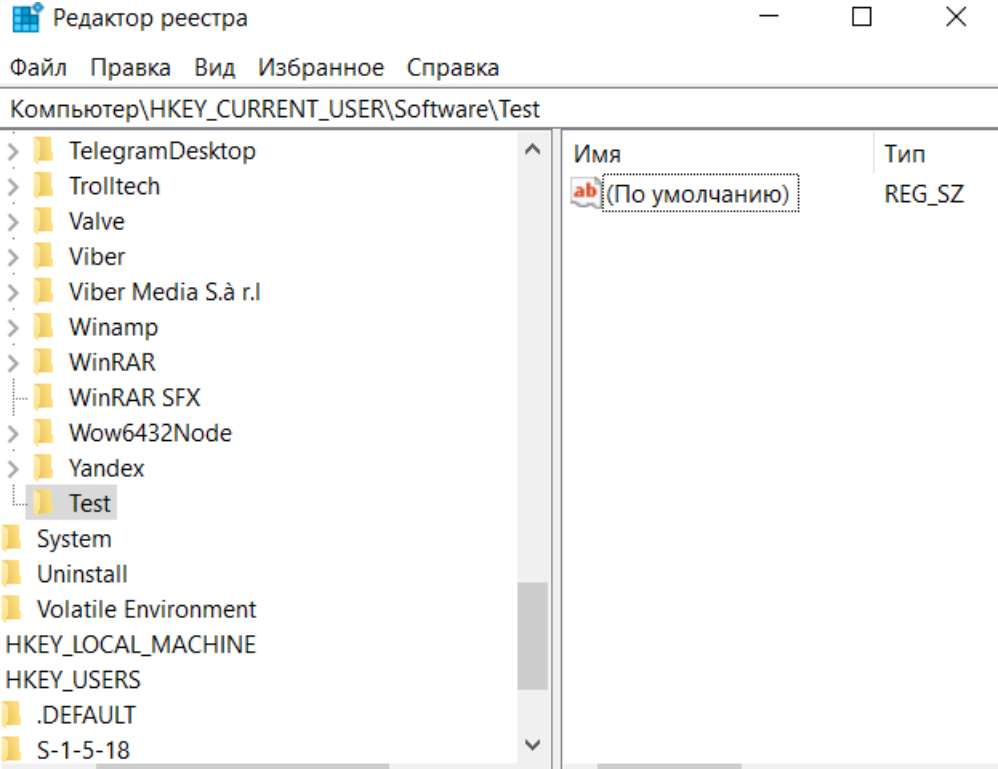 Редактор реестра
Файл Правка Вид Избранное Справка
Компьютер\HKEY_CURRENT_USER\Software\Test
TelegramDesktop
Trolltech
Valve
Viber
Viber Media S.à r.l
Winamp
WinRAR
WinRAR SFX
Wow6432Node
Yandex
Test
System
Uninstall
Volatile Environment
HKEY_LOCAL_MACHINE
HKEY_USERS
.DEFAULT
S-1-5-18
Имя Тип
ab (По умолчанию) REG_SZ